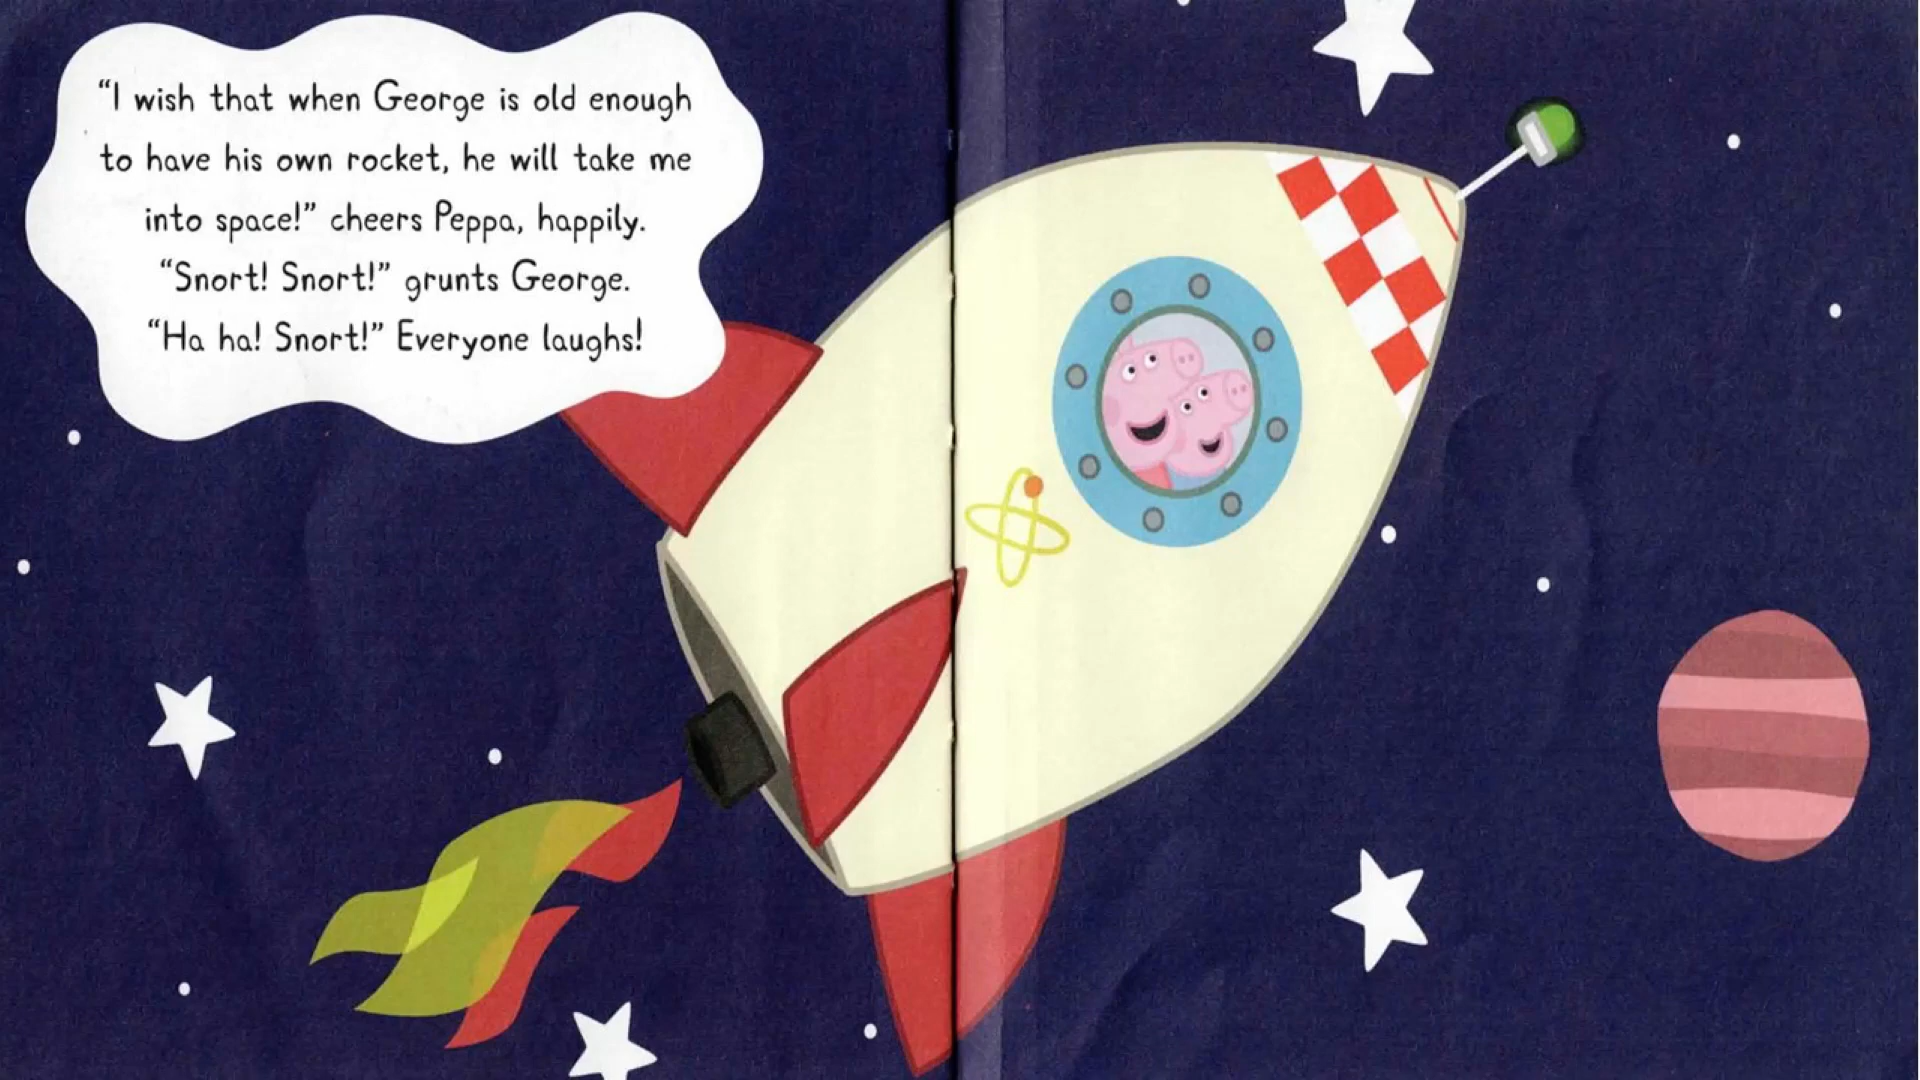 “I wish that when George is old enough
to have his own rocket, he will take me
into space!” cheers Peppa, happily.
“Snort! Snort!” grunts George.
“Ha ha! Snort!” Everyone laughs!